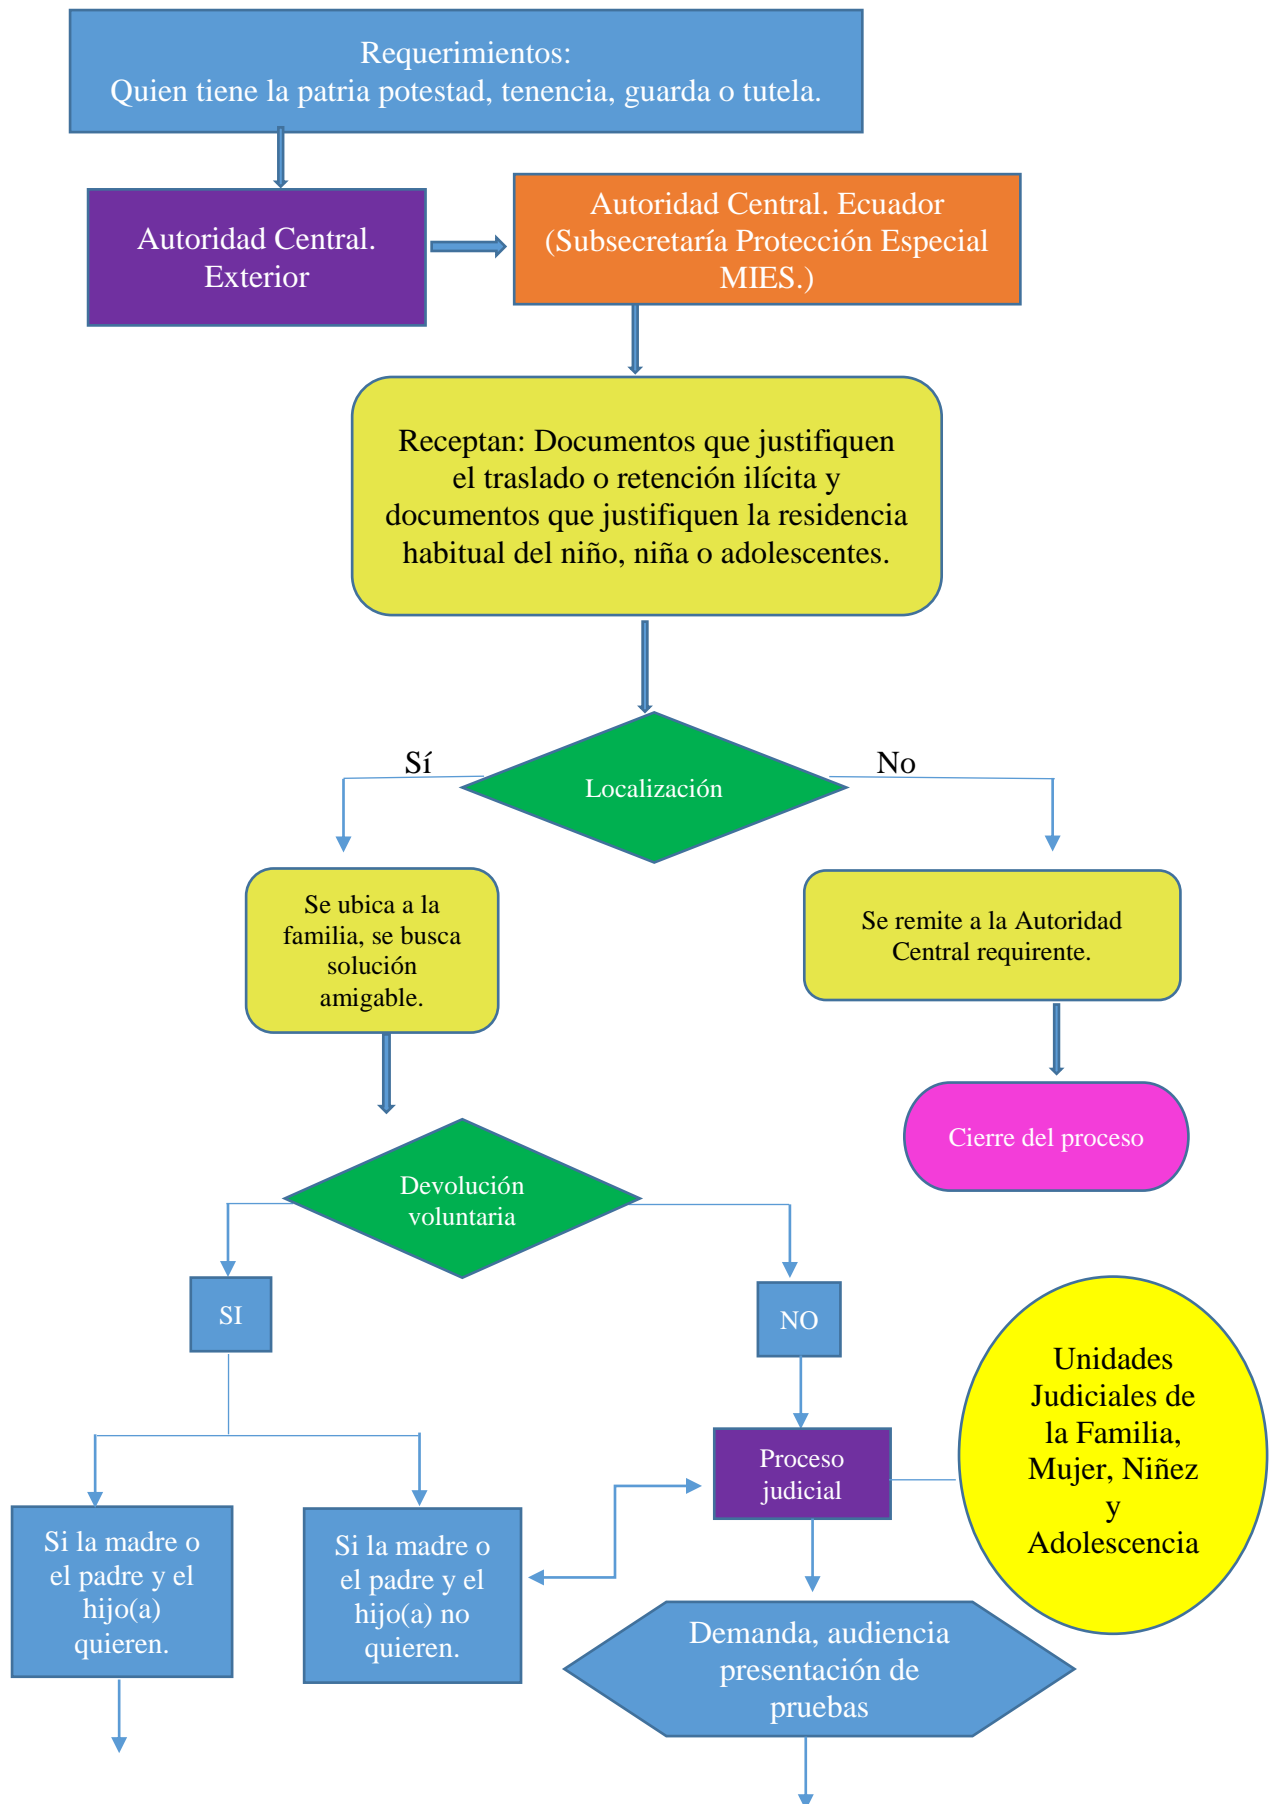 Requerimientos:
Quien tiene la patria potestad, tenencia, guarda o tutela.
Autoridad Central.
Exterior
Autoridad Central. Ecuador
(Subsecretaría Protección Especial
MIES.)
Receptan: Documentos que justifiquen
el traslado o retención ilícita y
documentos que justifiquen la residencia
habitual del niño, niña o adolescentes.
Sí
No
Localización
Se ubica a la
familia, se busca
solución
amigable.
Se remite a la Autoridad
Central requirente.
Cierre del proceso
Devolución
voluntaria
SI
NO
Unidades
Judiciales de
la Familia,
Mujer, Niñez
y
Adolescencia
Proceso
judicial
Si la madre o
el padre y el
hijo(a)
quieren.
Si la madre o
el padre y el
hijo(a) no
quieren.
Demanda, audiencia
presentación de
pruebas